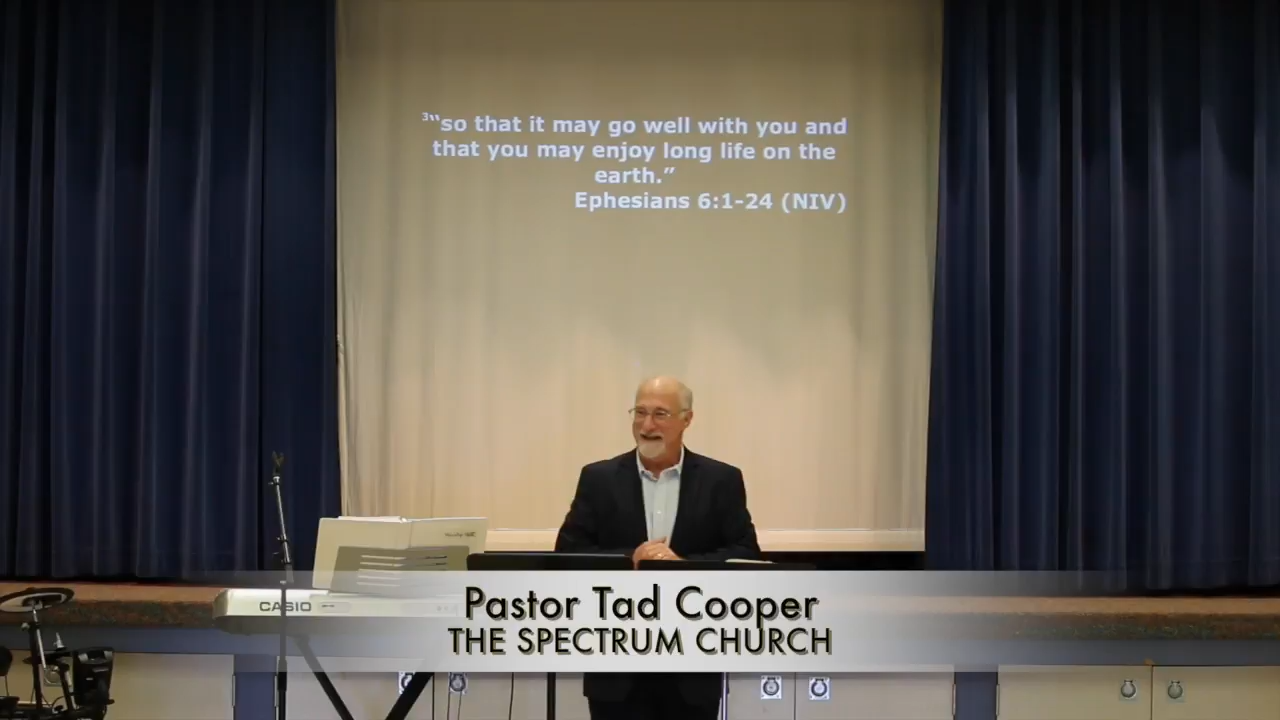 ³“so that it may go well with you and
that you may enjoy long life on the
earth.”
Ephesians 6:1-24 (NIV)
CASIO
Pastor Tad Cooper
THE SPECTRUM CHURCH